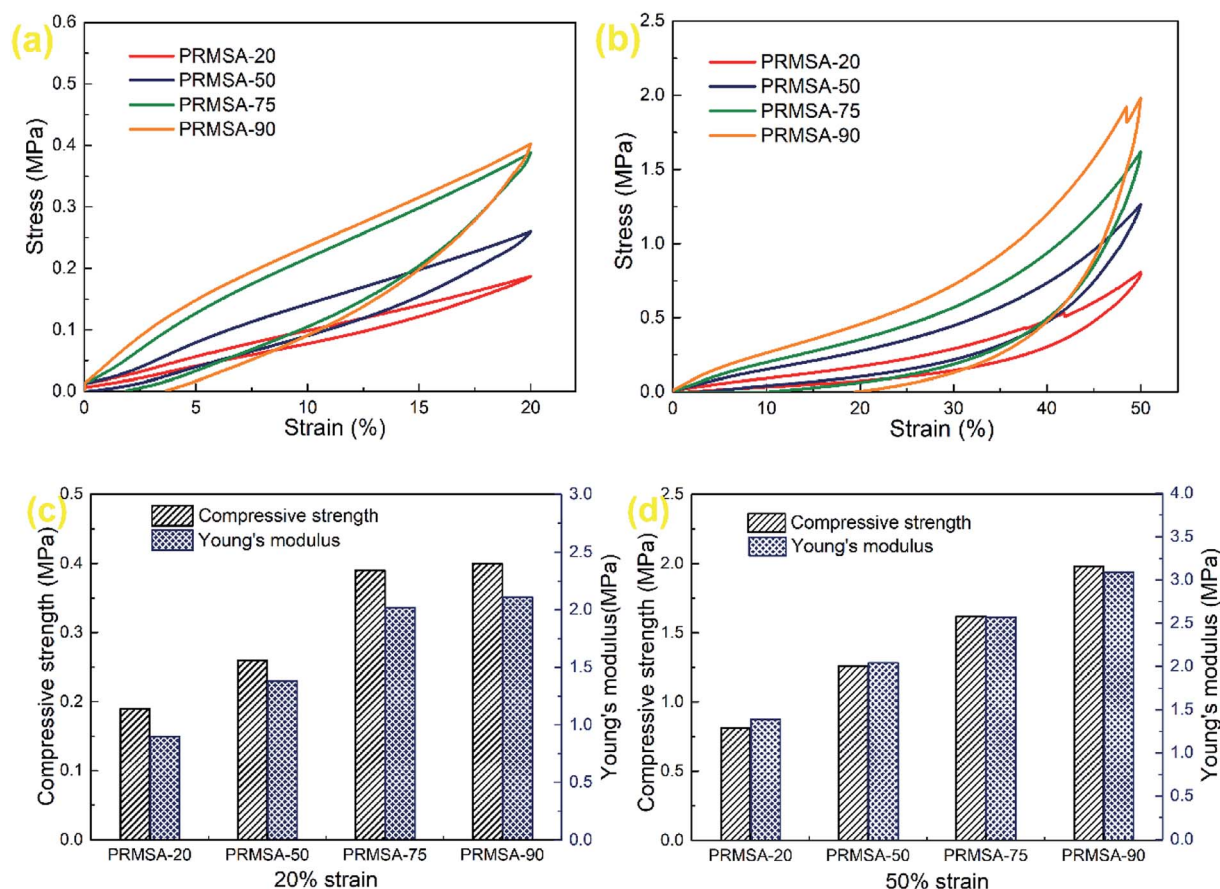 (a)
0.6
0.5
0.4
0.3
0.2
0.1
0.0
Stress (MPa)
PRMSA-20
PRMSA-50
PRMSA-75
PRMSA-90
0 5 10 15 20
Strain (%)
(b)
2.5
2.0
1.5
1.0
0.5
0.0
Stress (MPa)
PRMSA-20
PRMSA-50
PRMSA-75
PRMSA-90
0 10 20 30 40 50
Strain (%)
(c)
0.5
0.4
0.3
0.2
0.1
0.0
Compressive strength (MPa)
Compressive strength
Young's modulus
3.0
2.5
2.0
1.5
1.0
0.5
0.0
Young's modulus(MPa)
PRMSA-20 PRMSA-50 PRMSA-75 PRMSA-90
20% strain
(d)
2.5
2.0
1.5
1.0
0.5
0.0
Compressive strength (MPa)
Compressive strength
Young's modulus
4.0
3.5
3.0
2.5
2.0
1.5
1.0
0.5
0.0
Young's modulus (MPa)
PRMSA-20 PRMSA-50 PRMSA-75 PRMSA-90
50% strain